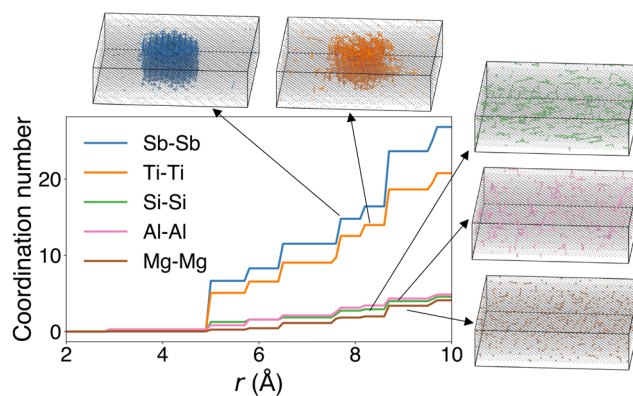 Coordination number
20
10
0
Sb-Sb
Ti-Ti
Si-Si
Al-Al
Mg-Mg
2 4 6 8 10
r (Å)